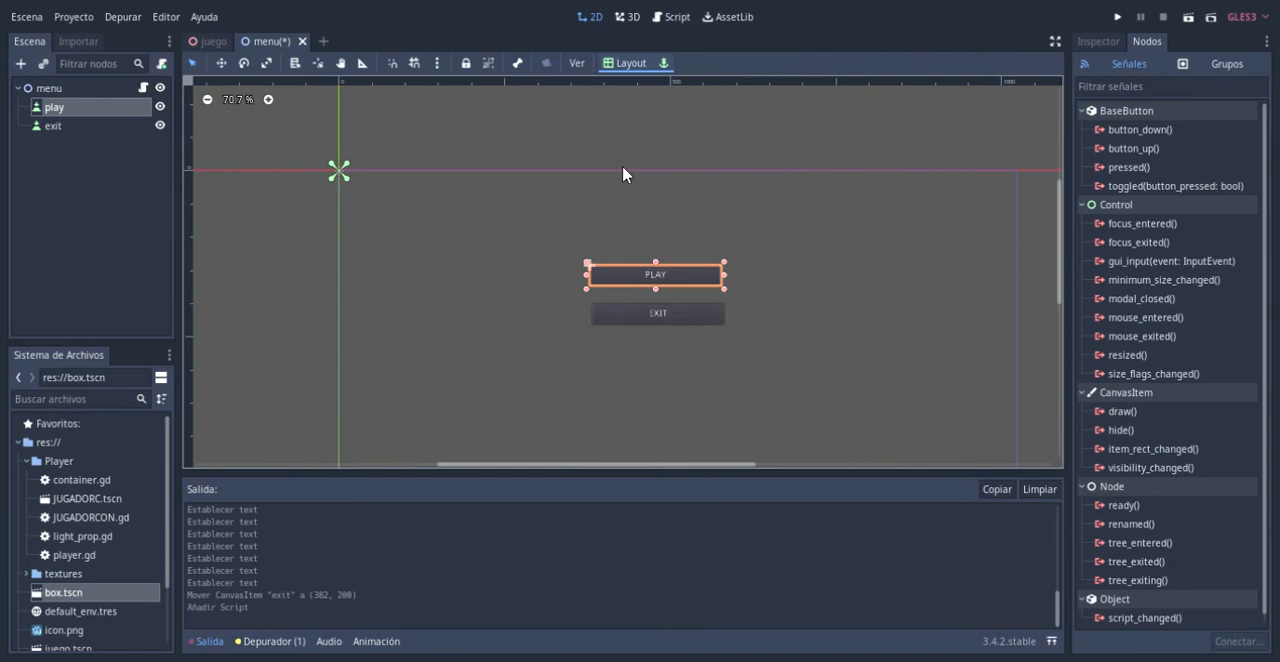 Escena Proyecto Depurar Editor Ayuda
2D 3D Script AssetLib
GLES3
Escena Importar
juego menu(*)
Inspector Nodos
Filtrar nodos
Ver Layout
Señales Grupos
Filtrar señales
menu
play
exit
70.7 %
0 500 1000
PLAY
EXIT
BaseButton
button_down()
button_up()
pressed()
toggled(button_pressed: bool)
Control
focus_entered()
focus_exited()
gui_input(event: InputEvent)
minimum_size_changed()
modal_closed()
mouse_entered()
mouse_exited()
resized()
size_flags_changed()
CanvasItem
draw()
hide()
item_rect_changed()
visibility_changed()
Node
ready()
renamed()
tree_entered()
tree_exited()
tree_exiting()
Object
script_changed()
Conectar...
Sistema de Archivos
res://box.tscn
Buscar archivos
Favoritos:
res://
Player
container.gd
JUGADORC.tscn
JUGADORCON.gd
light_prop.gd
player.gd
textures
box.tscn
default_env.tres
icon.png
juego.tscn
Salida:
Copiar Limpiar
Establecer text
Establecer text
Establecer text
Establecer text
Establecer text
Establecer text
Establecer text
Mover CanvasItem "exit" a (382, 200)
Añadir Script
Salida Depurador (1) Audio Animación
3.4.2.stable